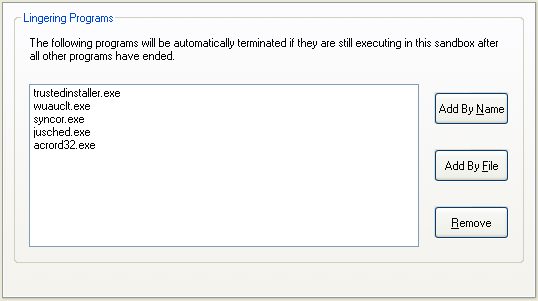 Lingering Programs
The following programs will be automatically terminated if they are still executing in this sandbox after
all other programs have ended.
trustedinstaller.exe
wuauclt.exe
syncor.exe
jusched.exe
acrord32.exe
Add By Name
Add By File
Remove